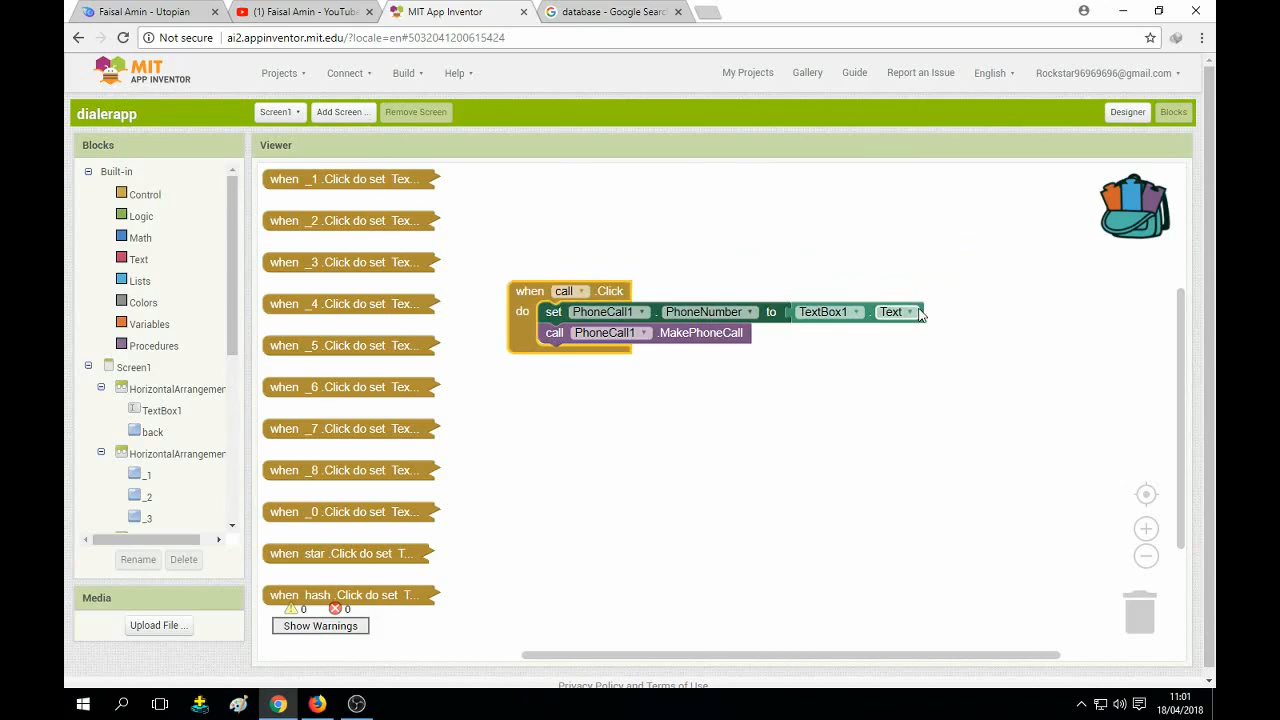 Faisal Amin - Utopian
(1) Faisal Amin - YouTube
MIT App Inventor
database - Google Sear
Not secure
ai2.appinventor.mit.edu/?locale=en#5032041200615424
MIT
APP INVENTOR
Projects
Connect
Build
Help
My Projects
Gallery
Guide
Report an Issue
English
Rockstar96969696@gmail.com
dialerapp
Screen1
Add Screen ...
Remove Screen
Designer
Blocks
Blocks
Built-in
Control
Logic
Math
Text
Lists
Colors
Variables
Procedures
Screen1
HorizontalArrangemen
TextBox1
back
HorizontalArrangemen
_1
_2
_3
Rename
Delete
Media
Upload File ...
Viewer
when _1 .Click do set Tex...
when _2 .Click do set Tex...
when _3 .Click do set Tex...
when _4 .Click do set Tex...
when _5 .Click do set Tex...
when _6 .Click do set Tex...
when _7 .Click do set Tex...
when _8 .Click do set Tex...
when _0 .Click do set Tex...
when star .Click do set T...
when hash .Click do set T...
0 0
Show Warnings
when call .Click
do set PhoneCall1 . PhoneNumber to TextBox1 . Text
call PhoneCall1 .MakePhoneCall
Privacy Policy and Terms of Use
11:01
18/04/2018